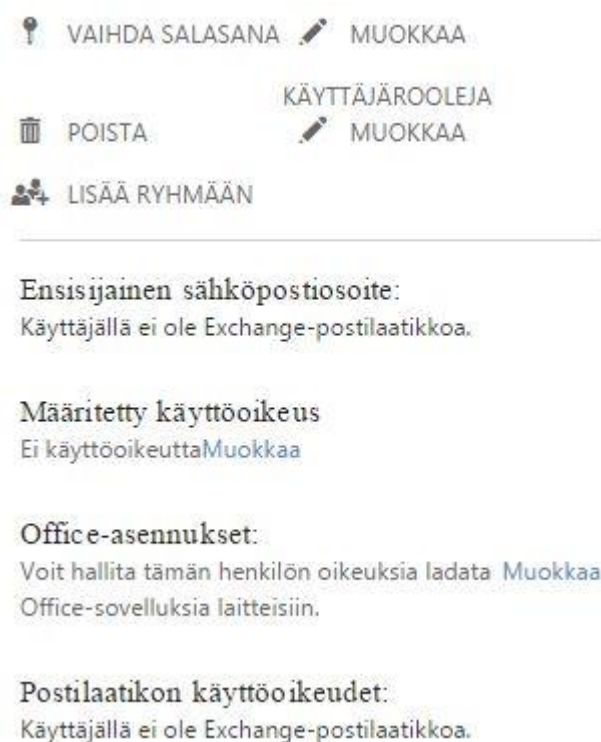 VAIHDA SALASANA MUOKKAA
KÄYTTÄJÄROOLEJA
POISTA MUOKKAA
LISÄÄ RYHMÄÄN
Ensisijainen sähköpostiosoite:
Käyttäjällä ei ole Exchange-postilaatikkoa.
Määritetty käyttöoikeus
Ei käyttöoikeuttaMuokkaa
Office-asennukset:
Voit hallita tämän henkilön oikeuksia ladata Muokkaa
Office-sovelluksia laitteisiin.
Postilaatikon käyttöoikeudet:
Käyttäjällä ei ole Exchange-postilaatikkoa.